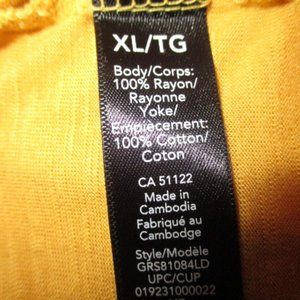 XL/TG
Body/Corps:
100% Rayon/
Rayonne
Yoke/
Empiècement:
100% Cotton/
Coton
CA 51122
Made in
Cambodia
Fabriqué au
Cambodge
Style/Modèle
GRS81084LD
UPC/CUP
019231000022